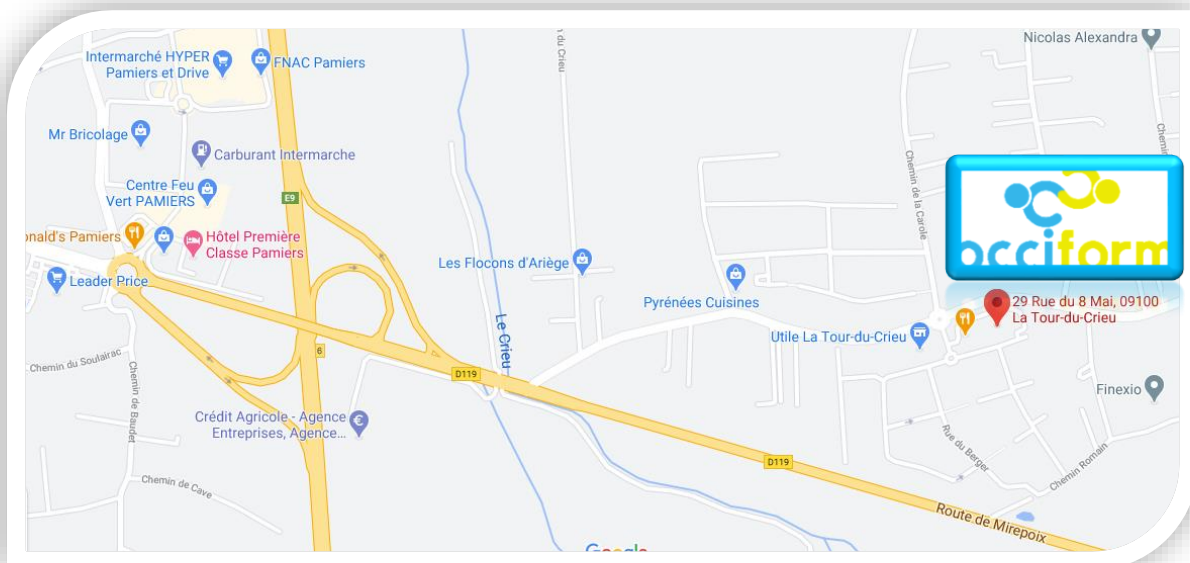 Nicolas Alexandra
Intermarché HYPER
Pamiers et Drive
FNAC Pamiers
n du Crieu
Mr Bricolage
Carburant Intermarche
Chemin de la Carole
Chemin
Centre Feu
Vert PAMIERS
E9
occiform
onald's Pamiers
Hôtel Première
Classe Pamiers
Les Flocons d'Ariège
Leader Price
Pyrénées Cuisines
29 Rue du 8 Mai, 09100
La Tour-du-Crieu
Le Crieu
Utile La Tour-du-Crieu
6
Chemin du Soulairac
D119
Chemin de Baudet
Finexio
Crédit Agricole - Agence
Entreprises, Agence...
Rue du Berger
D119
Chemin Romain
Chemin de Cave
Route de Mirepoix
Google